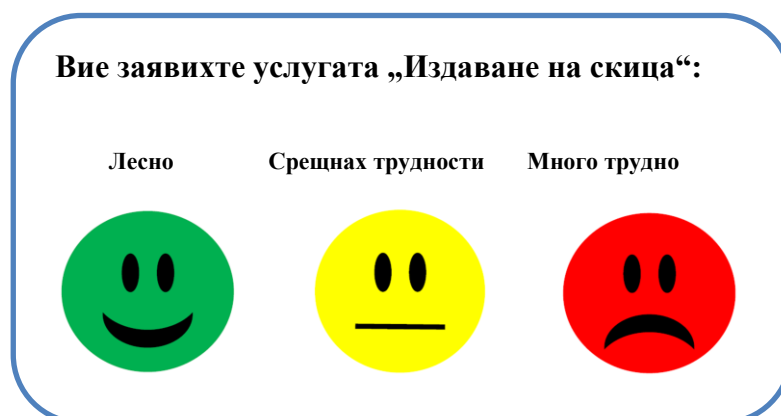 Вие заявихте услугата „Издаване на скица“:
Лесно Срещнах трудности Много трудно